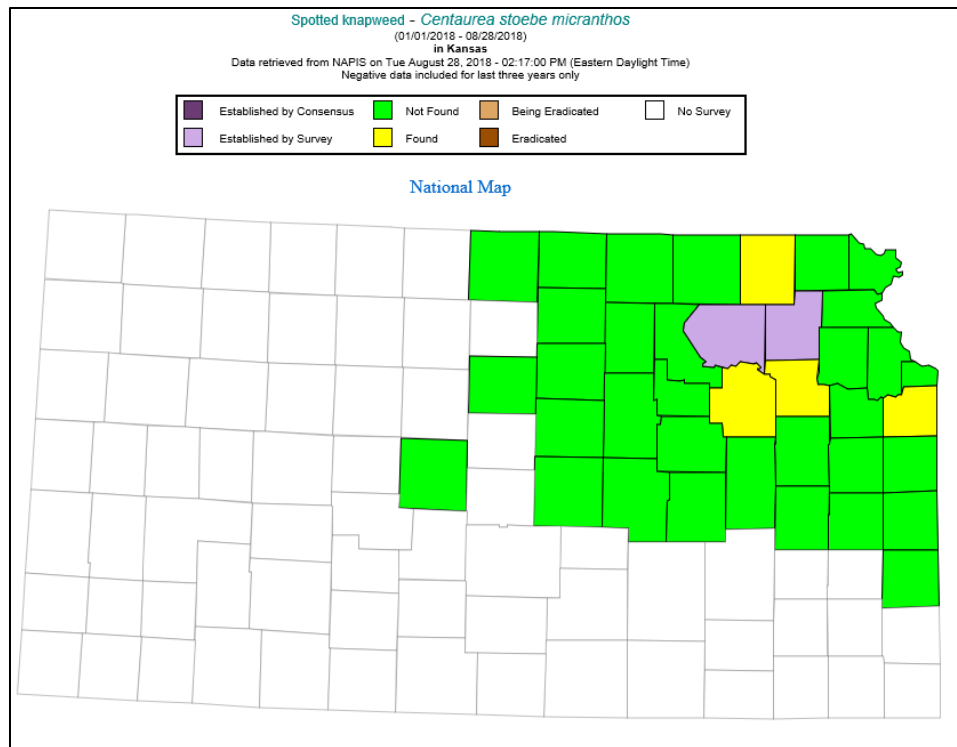 Spotted knapweed - Centaurea stoebe micranthos
(01/01/2018 - 08/28/2018)
in Kansas
Data retrieved from NAPIS on Tue August 28, 2018 - 02:17:00 PM (Eastern Daylight Time)
Negative data included for last three years only
Established by Consensus Not Found Being Eradicated No Survey
Established by Survey Found Eradicated
National Map